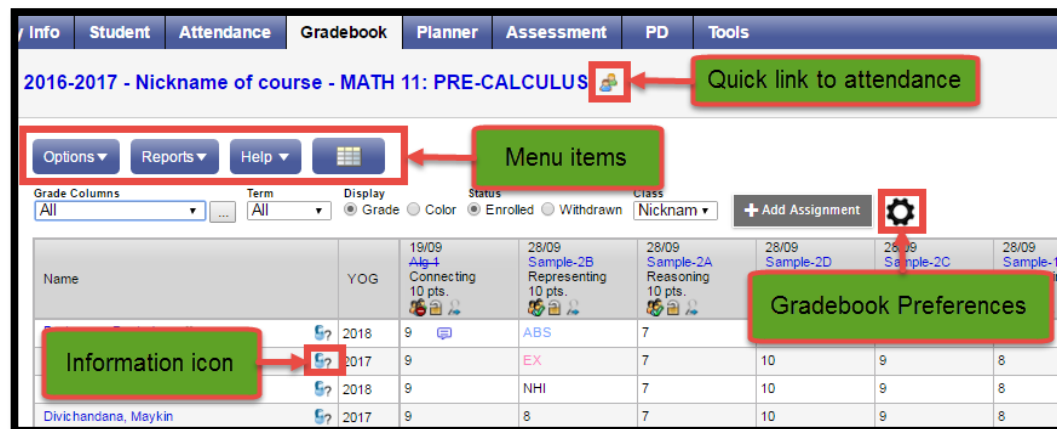 Info Student Attendance Gradebook Planner Assessment PD Tools
2016-2017 - Nickname of course - MATH 11: PRE-CALCULUS
Quick link to attendance
Options Reports Help
Menu items
Grade Columns Term Display Status Class
All ... All Grade Color Enrolled Withdrawn Nicknam + Add Assignment
Name YOG
19/09 28/09 28/09 28/09 28/09 28/09
Alg-1 Sample-2B Sample-2A Sample-2D Sample-2C Sample-1
Connecting Representing Reasoning
10 pts. 10 pts. 10 pts.
Gradebook Preferences
2018 9 ABS 7
Information icon
2017 9 EX 7 10 9 8
2018 9 NHI 7 10 9 8
Divichandana, Maykin 2017 9 8 7 10 9 8